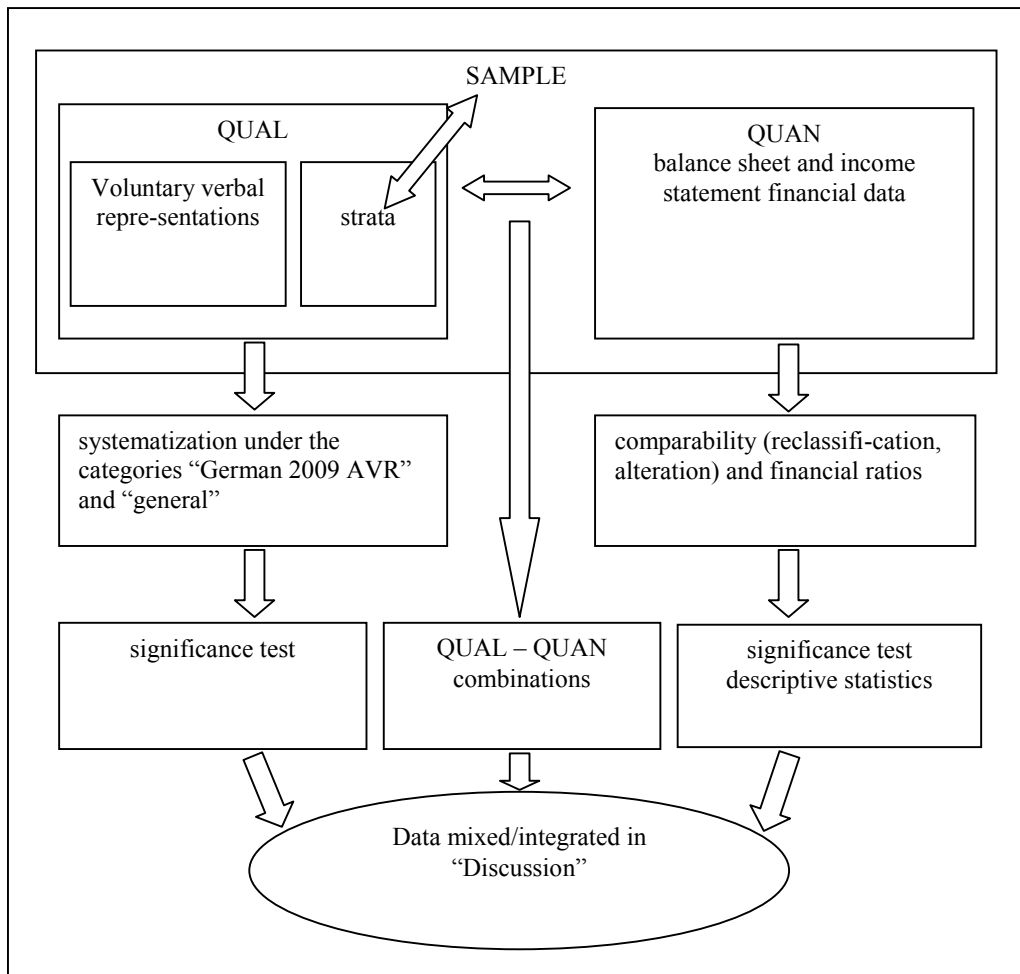 SAMPLE
QUAL
Voluntary verbal
repre-sentations
strata
QUAN
balance sheet and income
statement financial data
systematization under the
categories “German 2009 AVR”
and “general”
comparability (reclassifi-cation,
alteration) and financial ratios
significance test
QUAL – QUAN
combinations
significance test
descriptive statistics
Data mixed/integrated in
“Discussion”